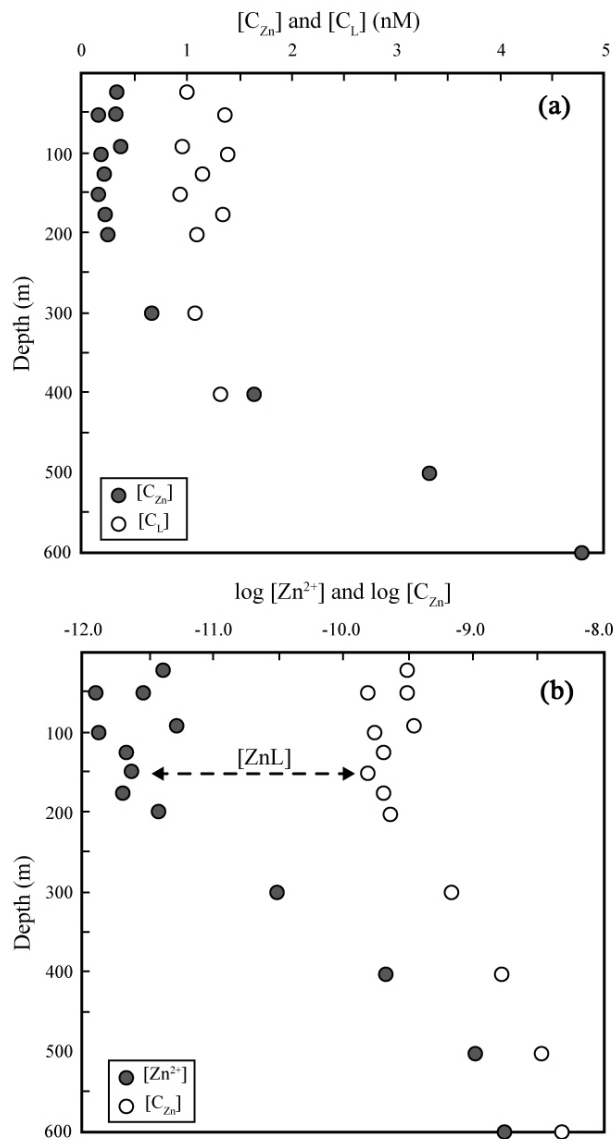 [C_Zn] and [C_L] (nM)
0 1 2 3 4 5
(a)
100
200
Depth (m)
300
400
500
[C_Zn]
[C_L]
600
log [Zn²⁺] and log [C_Zn]
-12.0 -11.0 -10.0 -9.0 -8.0
(b)
100
[ZnL]
200
Depth (m)
300
400
500
[Zn²⁺]
[C_Zn]
600